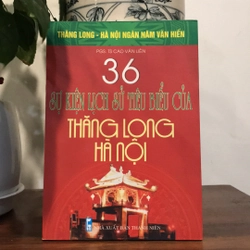 THĂNG LONG - HÀ NỘI NGÀN NĂM VĂN HIẾN
PGS. TS CAO VĂN LIÊN
36
SỰ KIỆN LỊCH SỬ TIÊU BIỂU CỦA
THĂNG LONG
HÀ NỘI
NHÀ XUẤT BẢN THANH NIÊN